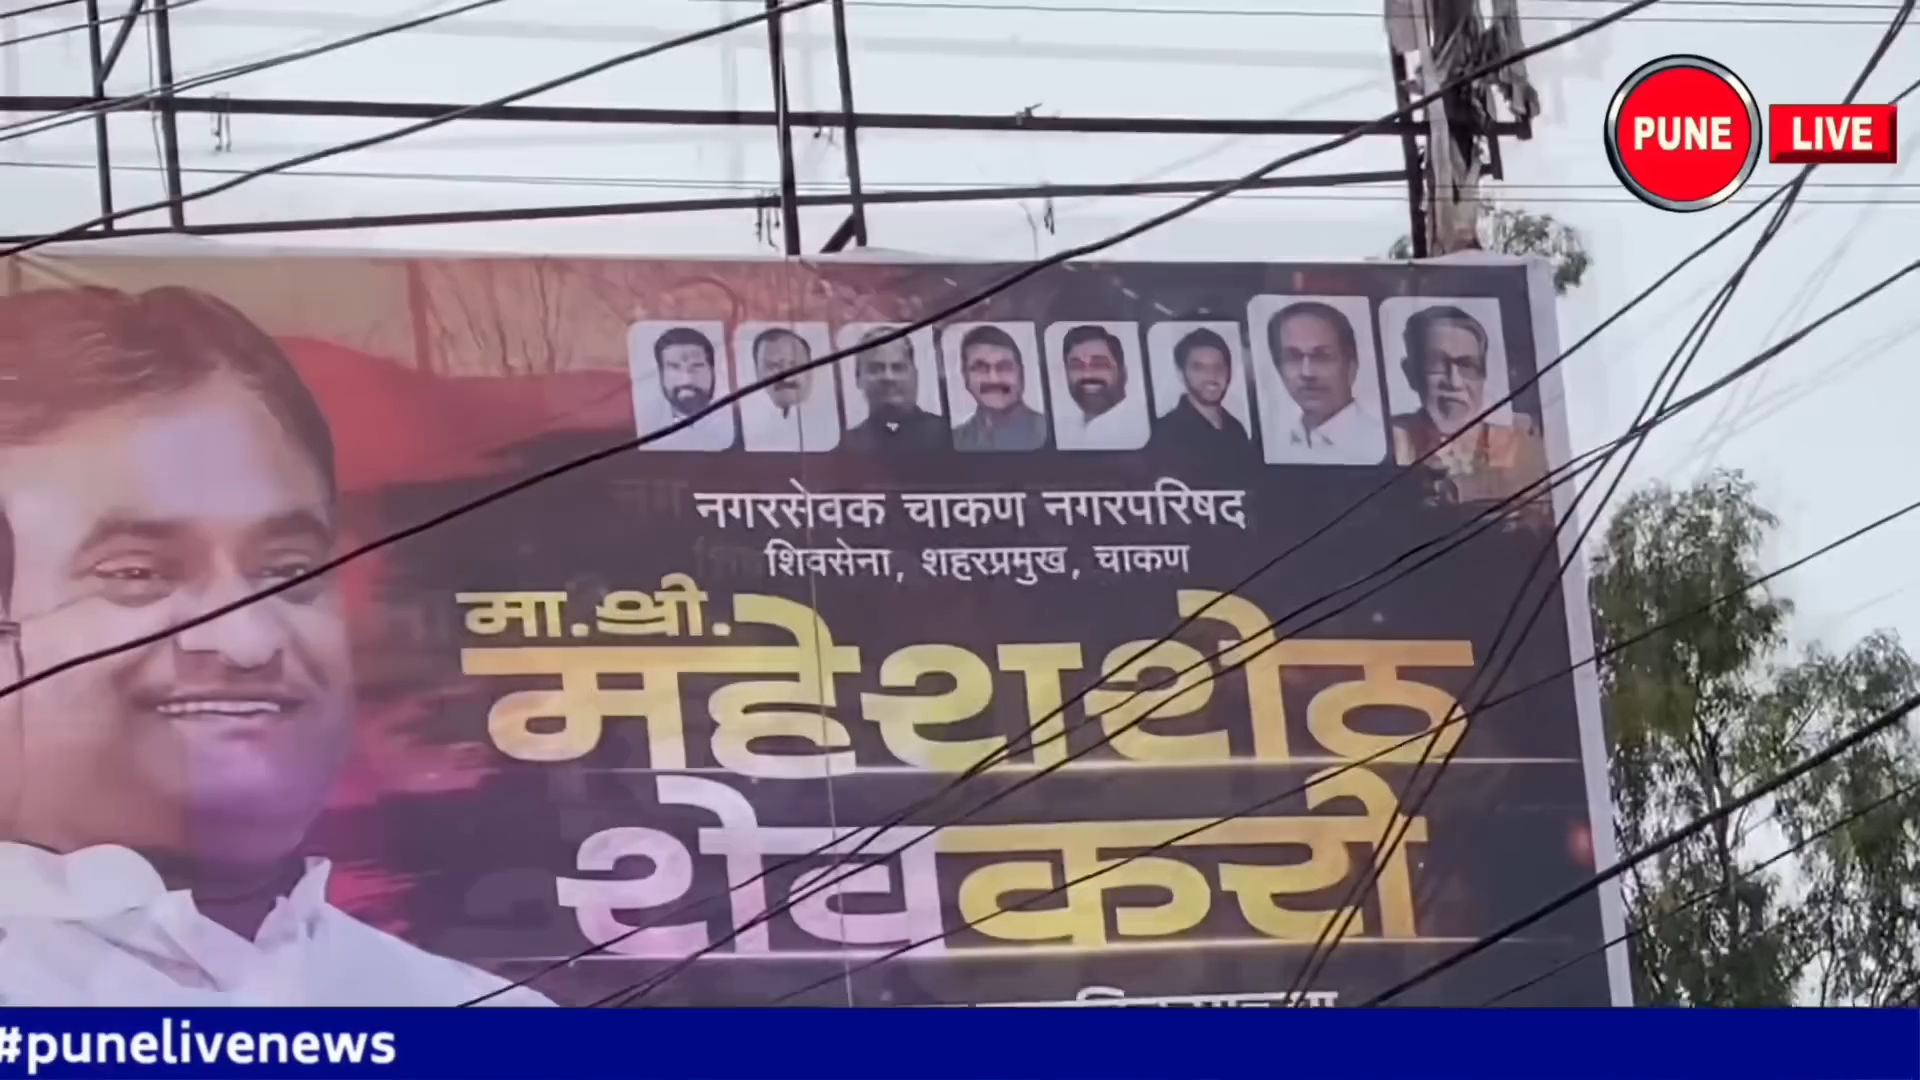 PUNE LIVE
नगरसेवक चाकण नगरपरिषद
शिवसेना, शहरप्रमुख, चाकण
मा.श्री.
महेशशेठ
शेवकरी
#punelivenews